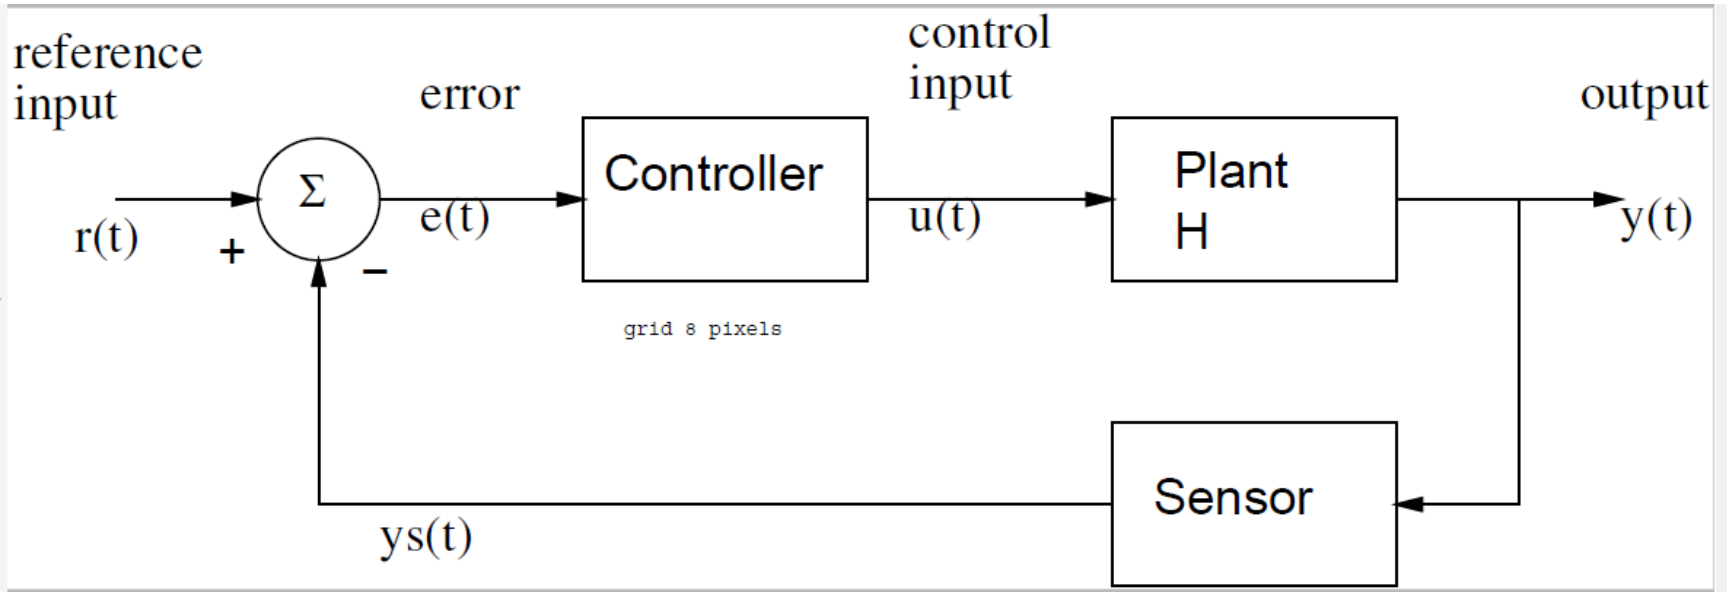 reference
input
error
control
input
output
Σ
Controller
Plant
H
r(t)
+
−
e(t)
u(t)
y(t)
grid 8 pixels
Sensor
ys(t)